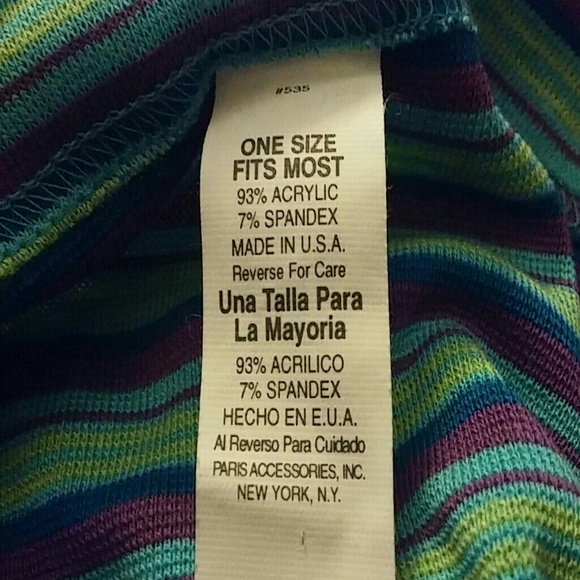 #535
ONE SIZE
FITS MOST
93% ACRYLIC
7% SPANDEX
MADE IN U.S.A.
Reverse For Care
Una Talla Para
La Mayoria
93% ACRILICO
7% SPANDEX
HECHO EN E.U.A.
Al Reverso Para Cuidado
PARIS ACCESSORIES, INC.
NEW YORK, N.Y.